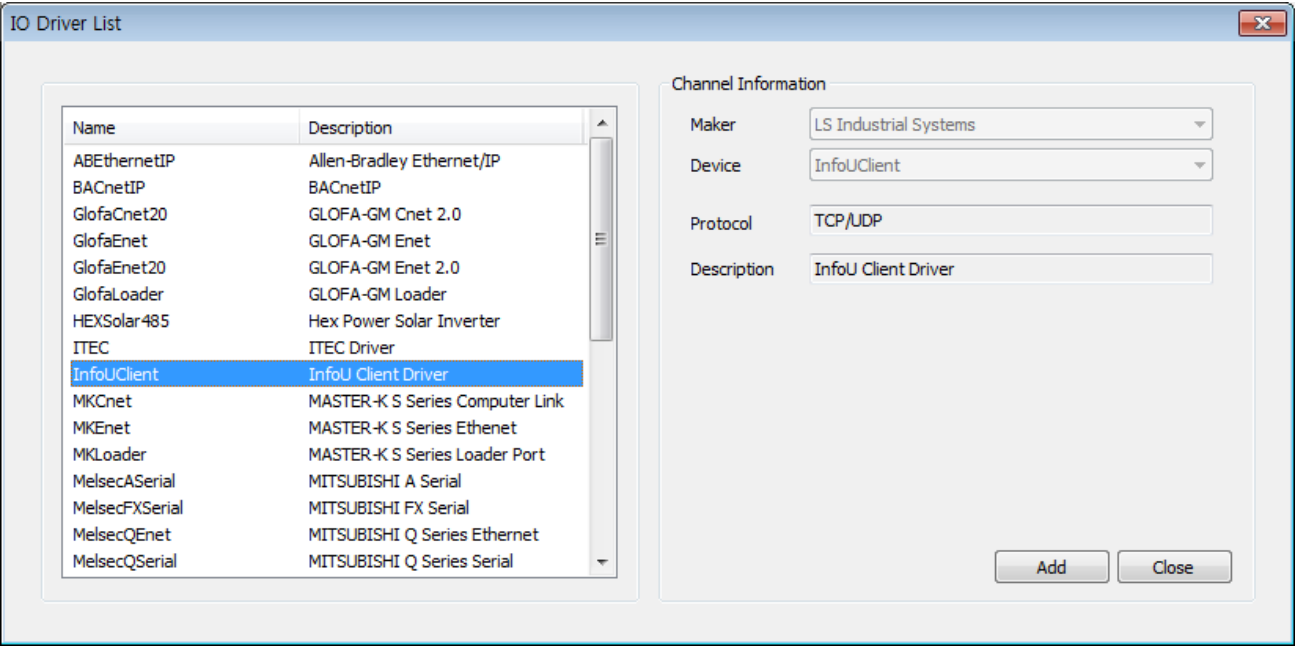 IO Driver List
Name Description
ABEthernetIP Allen-Bradley Ethernet/IP
BACnetIP BACnetIP
GlofaCnet20 GLOFA-GM Cnet 2.0
GlofaEnet GLOFA-GM Enet
GlofaEnet20 GLOFA-GM Enet 2.0
GlofaLoader GLOFA-GM Loader
HEXSolar485 Hex Power Solar Inverter
ITEC ITEC Driver
InfoUClient InfoU Client Driver
MKCnet MASTER-K S Series Computer Link
MKEnet MASTER-K S Series Ethenet
MKLoader MASTER-K S Series Loader Port
MelsecASerial MITSUBISHI A Serial
MelsecFXSerial MITSUBISHI FX Serial
MelsecQEnet MITSUBISHI Q Series Ethernet
MelsecQSerial MITSUBISHI Q Series Serial
Channel Information
Maker LS Industrial Systems
Device InfoUClient
Protocol TCP/UDP
Description InfoU Client Driver
Add Close